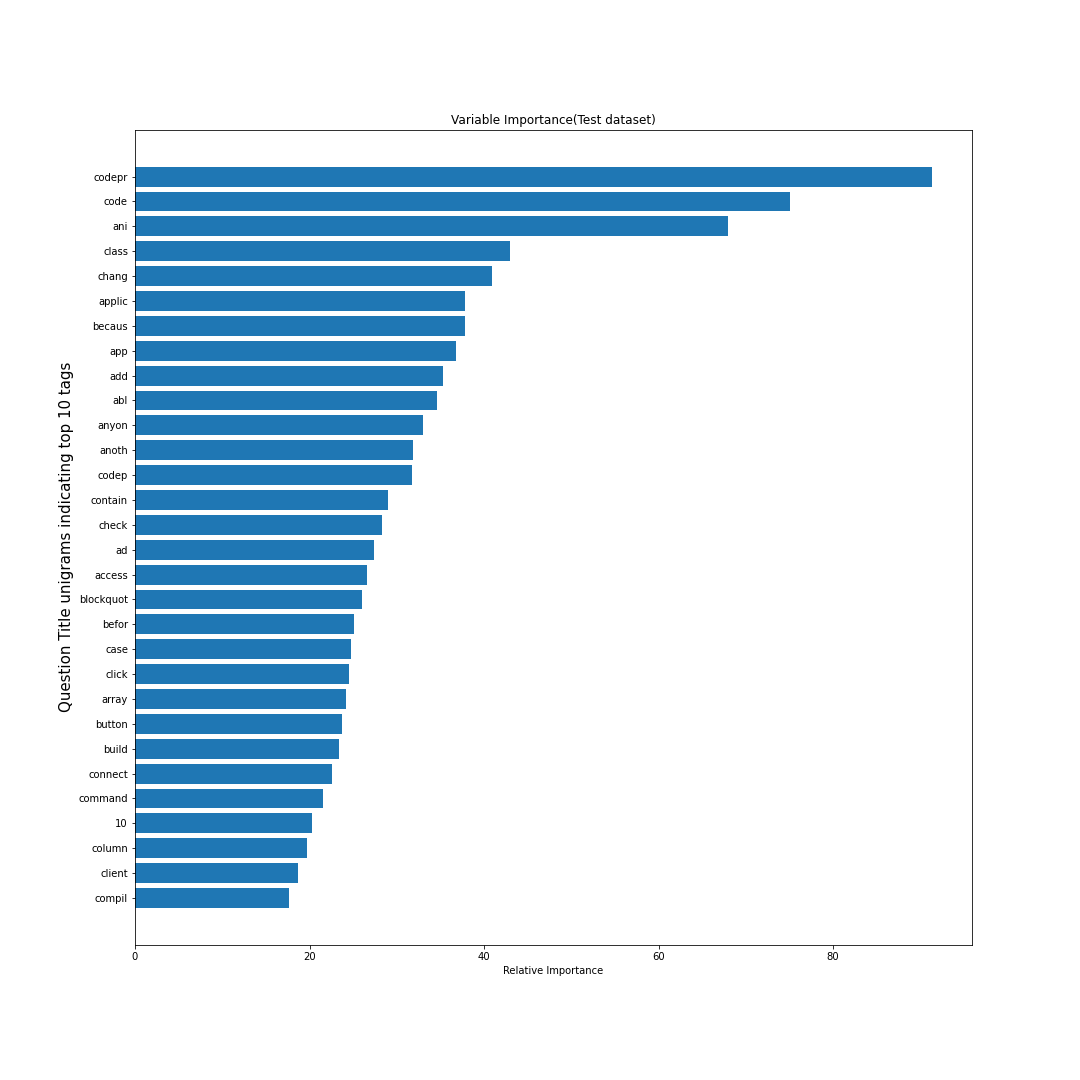 Variable Importance(Test dataset)
Question Title unigrams indicating top 10 tags
codepr
code
ani
class
chang
applic
becaus
app
add
abl
anyon
anoth
codep
contain
check
ad
access
blockquot
befor
case
click
array
button
build
connect
command
10
column
client
compil
0 20 40 60 80
Relative Importance